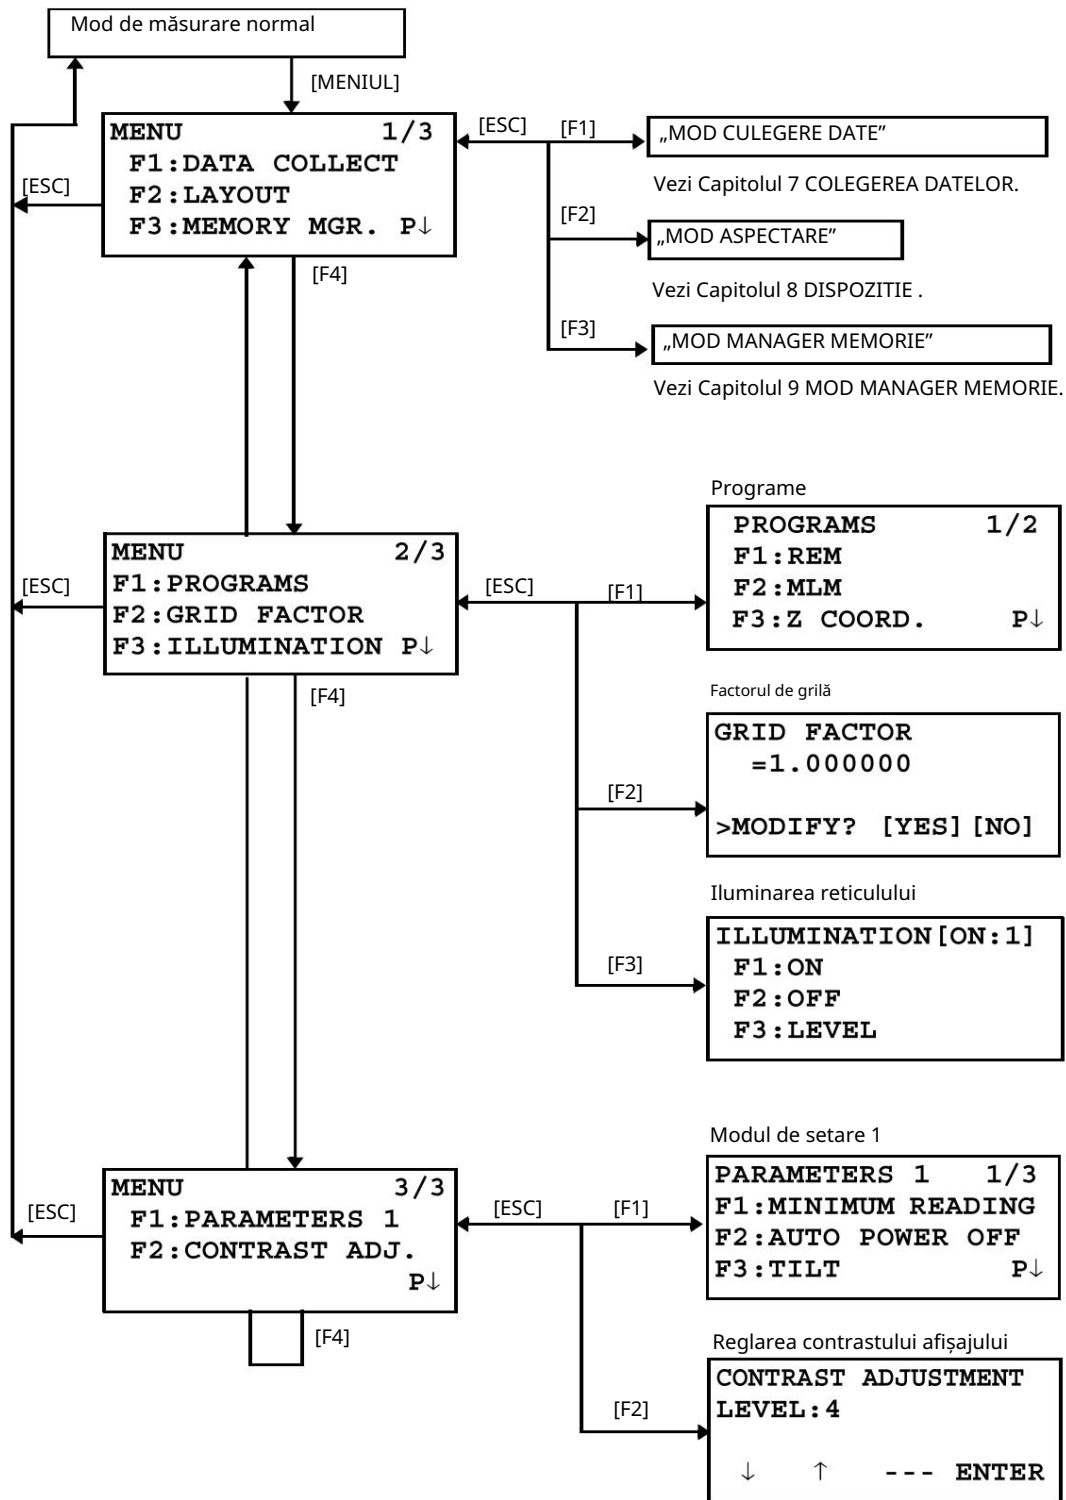 Mod de măsurare normal
[MENIUL]
MENU 1/3
F1:DATA COLLECT
F2:LAYOUT
F3:MEMORY MGR. P↓
[ESC]
[ESC]
[F1]
„MOD CULEGERE DATE”
Vezi Capitolul 7 COLEGEREA DATELOR.
[F2]
„MOD ASPECTARE”
Vezi Capitolul 8 DISPOZITIE .
[F3]
„MOD MANAGER MEMORIE”
Vezi Capitolul 9 MOD MANAGER MEMORIE.
[F4]
MENU 2/3
F1:PROGRAMS
F2:GRID FACTOR
F3:ILLUMINATION P↓
[ESC]
[ESC]
[F1]
Programe
PROGRAMS 1/2
F1:REM
F2:MLM
F3:Z COORD. P↓
[F4]
[F2]
Factorul de grilă
GRID FACTOR
=1.000000
>MODIFY? [YES] [NO]
[F3]
Iluminarea reticulului
ILLUMINATION [ON:1]
F1:ON
F2:OFF
F3:LEVEL
MENU 3/3
F1:PARAMETERS 1
F2:CONTRAST ADJ.
P↓
[ESC]
[ESC]
[F1]
Modul de setare 1
PARAMETERS 1 1/3
F1:MINIMUM READING
F2:AUTO POWER OFF
F3:TILT P↓
[F4]
[F2]
Reglarea contrastului afișajului
CONTRAST ADJUSTMENT
LEVEL:4
↓ ↑ --- ENTER